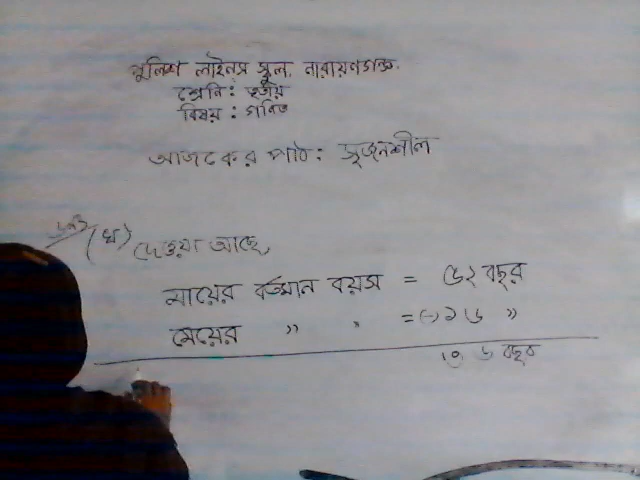 পুলিশ লাইনস্ স্কুল, নারায়ণগঞ্জ.
শ্রেনি: তৃতীয়
বিষয়: গণিত
আজকের পাঠ: সৃজনশীল
(ঘ) দেওয়া আছে,
মায়ের বর্তমান বয়স = ৫২ বছর
মেয়ের " " = (-) ১৬ "
৩৬ বছর